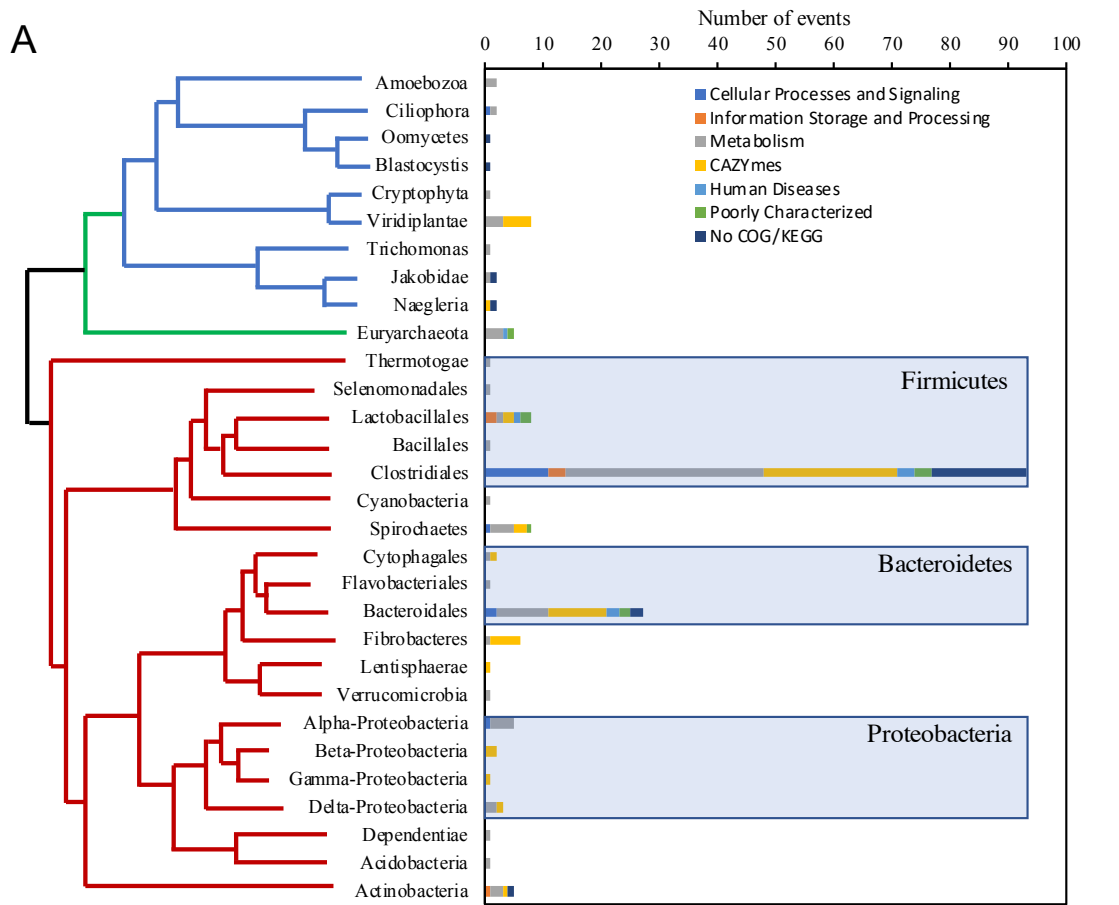 A
Number of events
0 10 20 30 40 50 60 70 80 90 100
Amoebozoa
Ciliophora
Oomycetes
Blastocystis
Cryptophyta
Viridiplantae
Trichomonas
Jakobidae
Naegleria
Euryarchaeota
Thermotogae
Selenomonadales
Lactobacillales
Bacillales
Clostridiales
Cyanobacteria
Spirochaetes
Cytophagales
Flavobacteriales
Bacteroidales
Fibrobacteres
Lentisphaerae
Verrucomicrobia
Alpha-Proteobacteria
Beta-Proteobacteria
Gamma-Proteobacteria
Delta-Proteobacteria
Dependentiae
Acidobacteria
Actinobacteria
Cellular Processes and Signaling
Information Storage and Processing
Metabolism
CAZYmes
Human Diseases
Poorly Characterized
No COG/KEGG
Firmicutes
Bacteroidetes
Proteobacteria